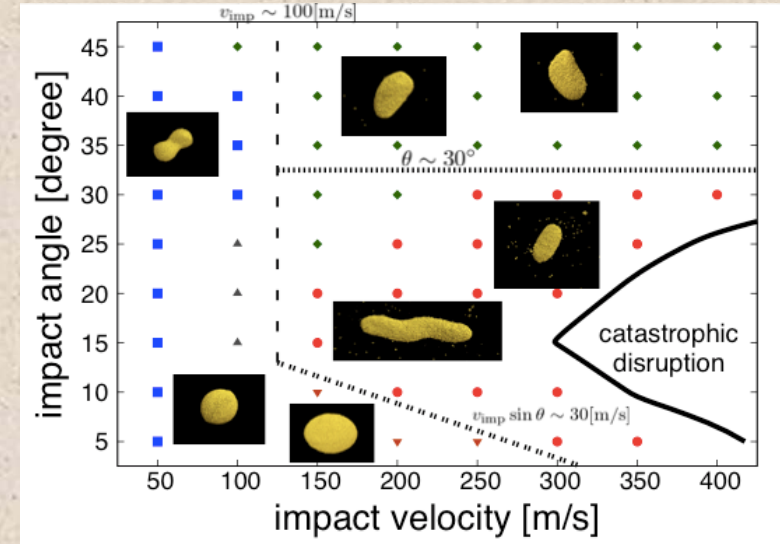 v_imp ~ 100[m/s]
impact angle [degree]
45
40
35
30
25
20
15
10
5
θ ~ 30°
catastrophic
disruption
v_imp sin θ ~ 30[m/s]
50 100 150 200 250 300 350 400
impact velocity [m/s]